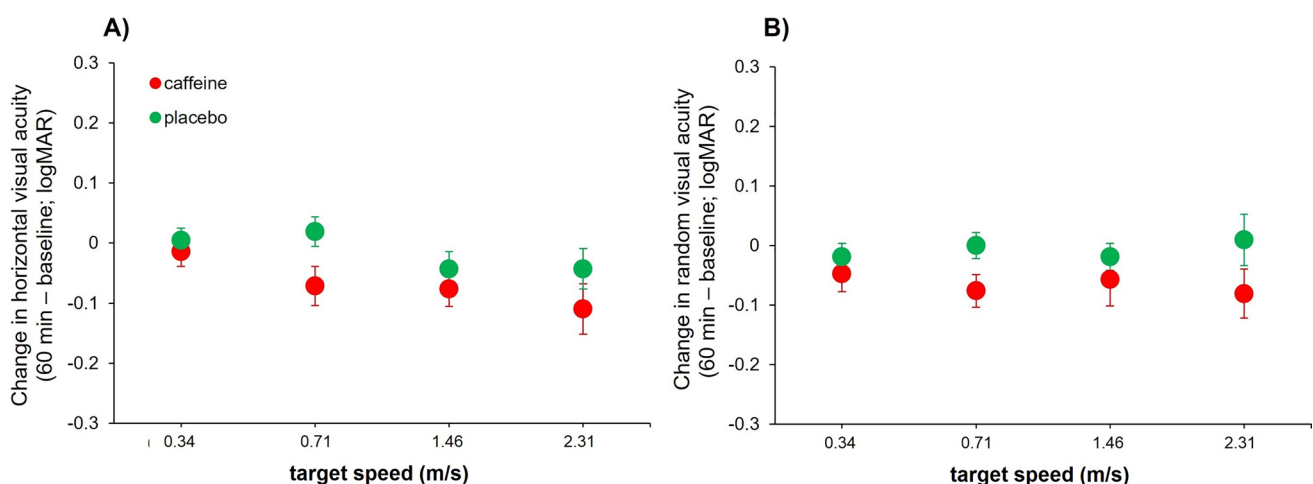 A)
Change in horizontal visual acuity
(60 min – baseline; logMAR)
0.3
0.2
0.1
0
-0.1
-0.2
-0.3
caffeine
placebo
( 0.34 0.71 1.46 2.31
target speed (m/s)
B)
Change in random visual acuity
(60 min – baseline; logMAR)
0.3
0.2
0.1
0
-0.1
-0.2
-0.3
0.34 0.71 1.46 2.31
target speed (m/s)